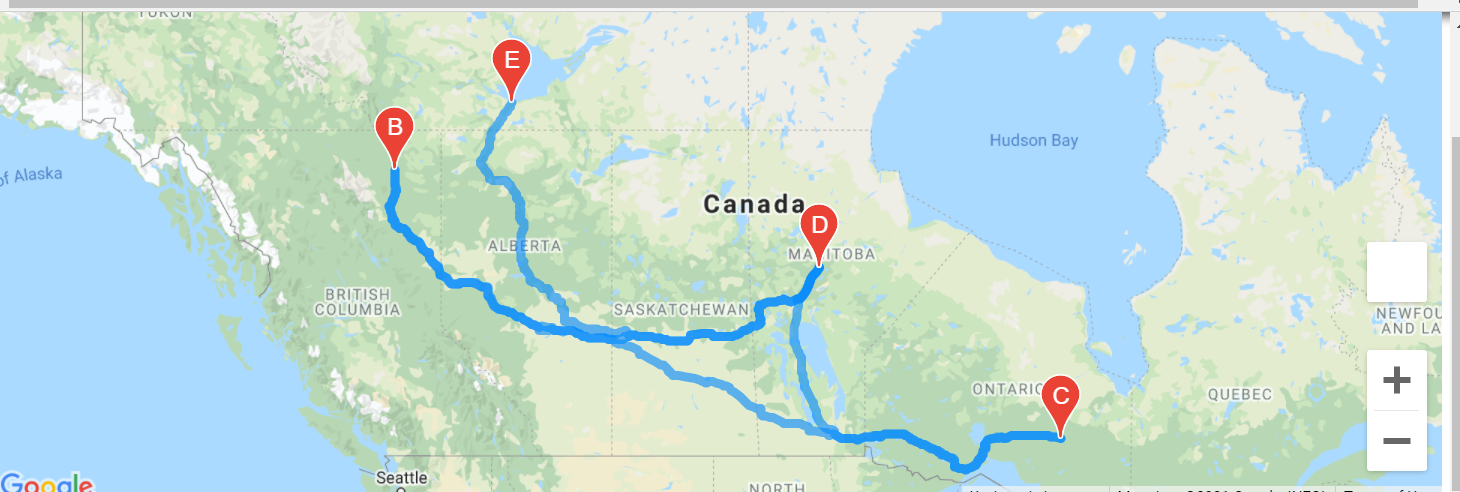 YUKON
E
B
Hudson Bay
of Alaska
Canada
D
ALBERTA
MANITOBA
BRITISH
COLUMBIA
SASKATCHEWAN
NEWFOU
AND LA
ONTARIO
C
QUEBEC
+
−
Seattle
Google
NORTH